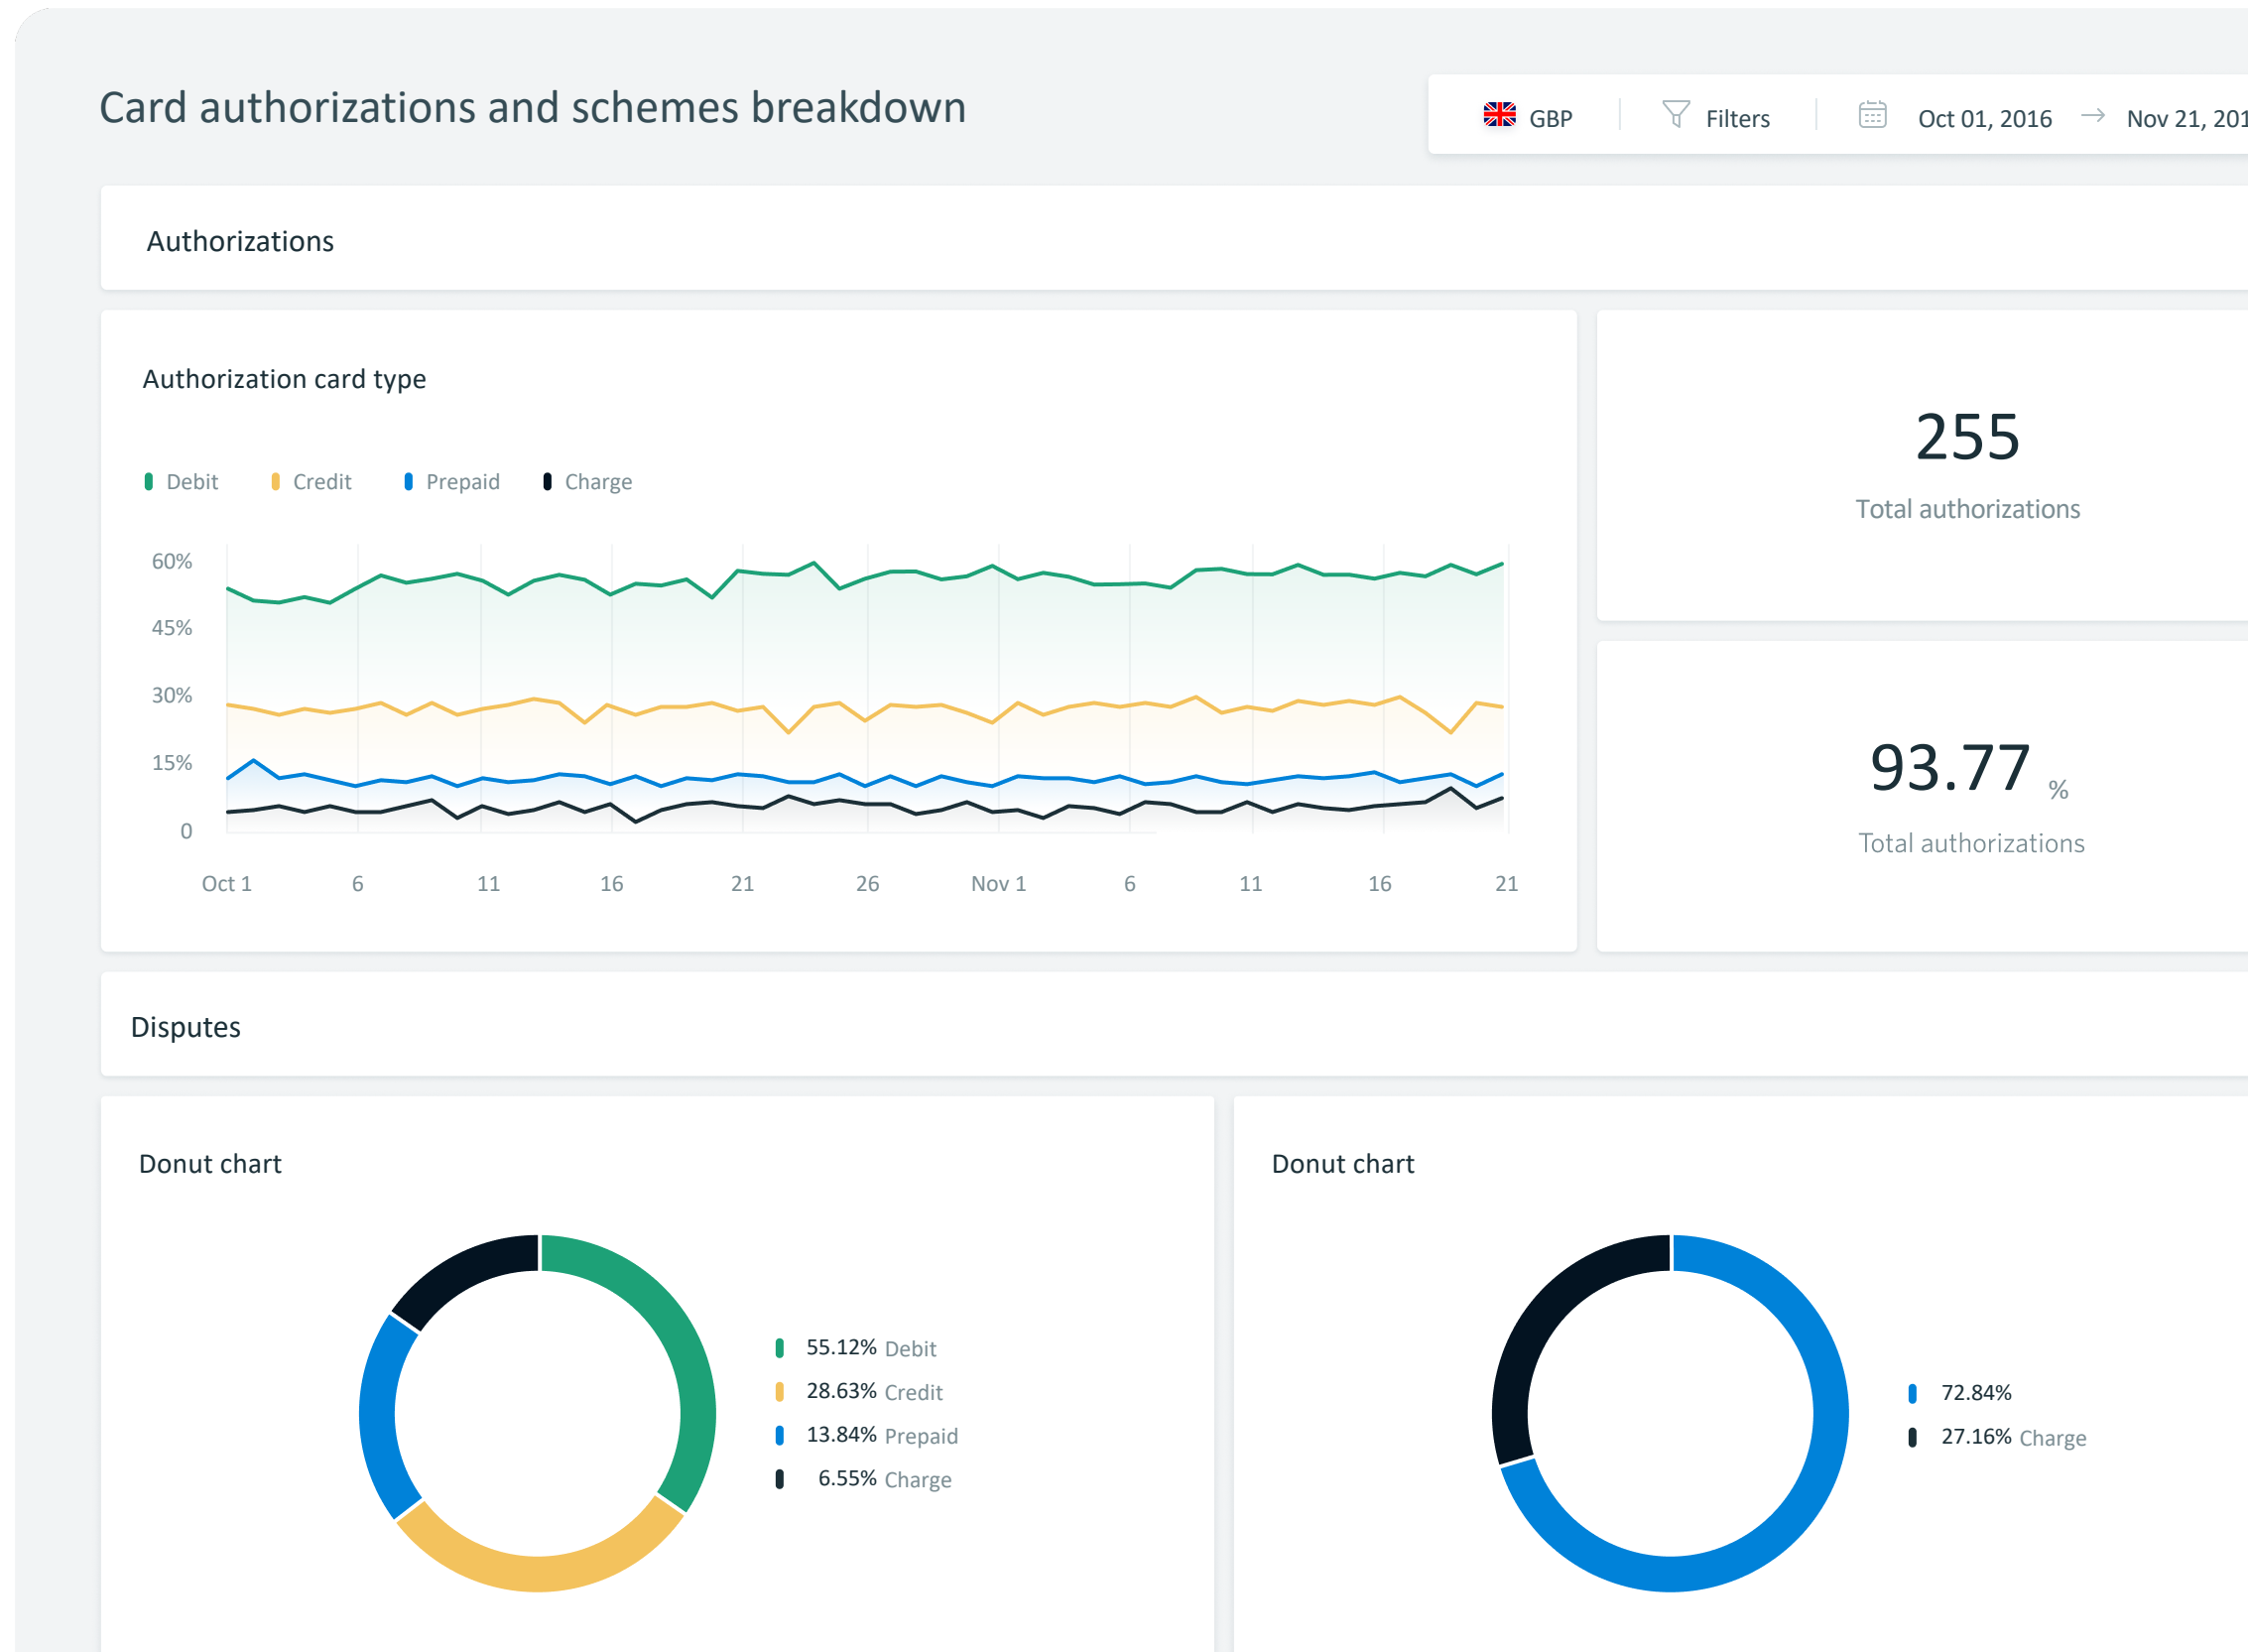 Card authorizations and schemes breakdown
GBP Filters Oct 01, 2016 → Nov 21, 201
Authorizations
Authorization card type
Debit Credit Prepaid Charge
60%
45%
30%
15%
0
Oct 1 6 11 16 21 26 Nov 1 6 11 16 21
255
Total authorizations
93.77 %
Total authorizations
Disputes
Donut chart
55.12% Debit
28.63% Credit
13.84% Prepaid
6.55% Charge
Donut chart
72.84%
27.16% Charge